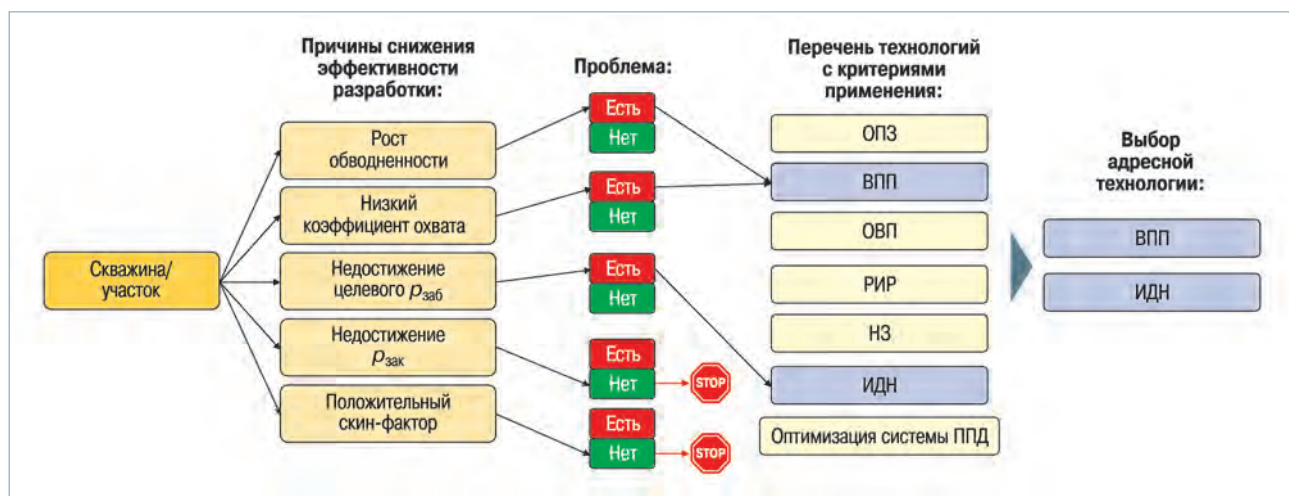 Причины снижения
эффективности
разработки:
Проблема:
Перечень технологий
с критериями
применения:
Выбор
адресной
технологии:
Скважина/
участок
Рост
обводненности
Низкий
коэффициент охвата
Недостижение
целевого pзаб
Недостижение
pзак
Положительный
скин-фактор
Есть
Нет
Есть
Нет
Есть
Нет
Есть
Нет
STOP
Есть
Нет
STOP
ОПЗ
ВПП
ОВП
РИР
НЗ
ИДН
Оптимизация системы ППД
ВПП
ИДН